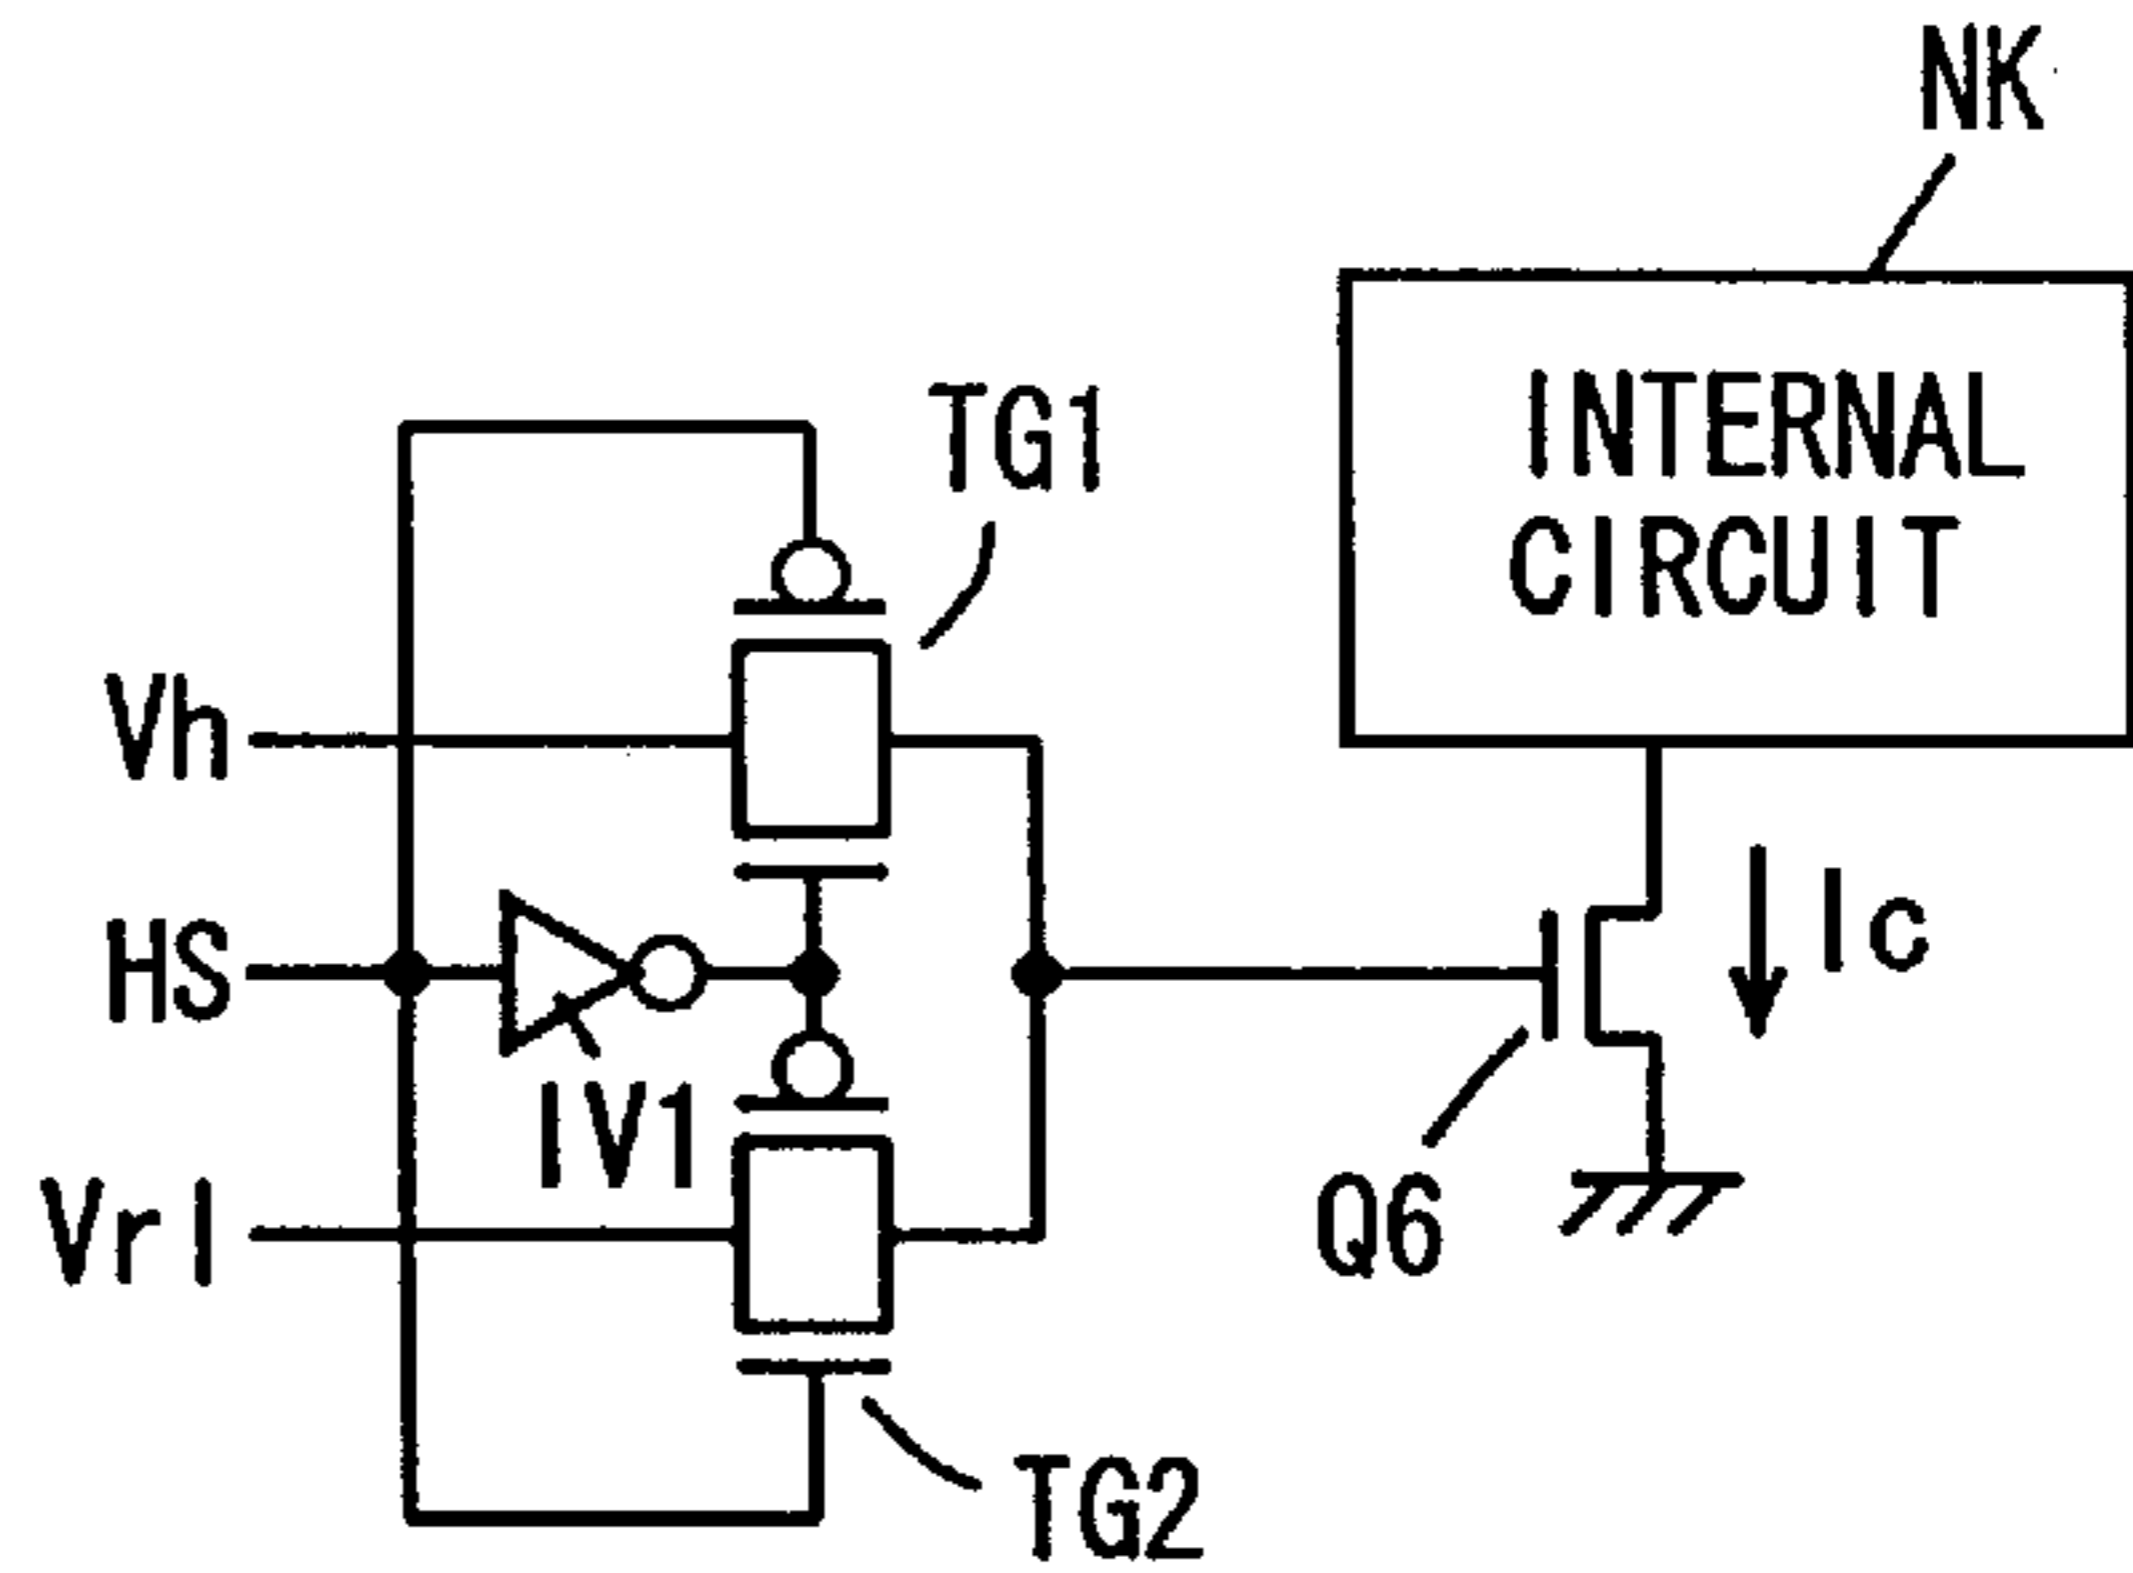 NK
INTERNAL
CIRCUIT
TG1
Vh
HS
IV1
Ic
Vrl
Q6
TG2